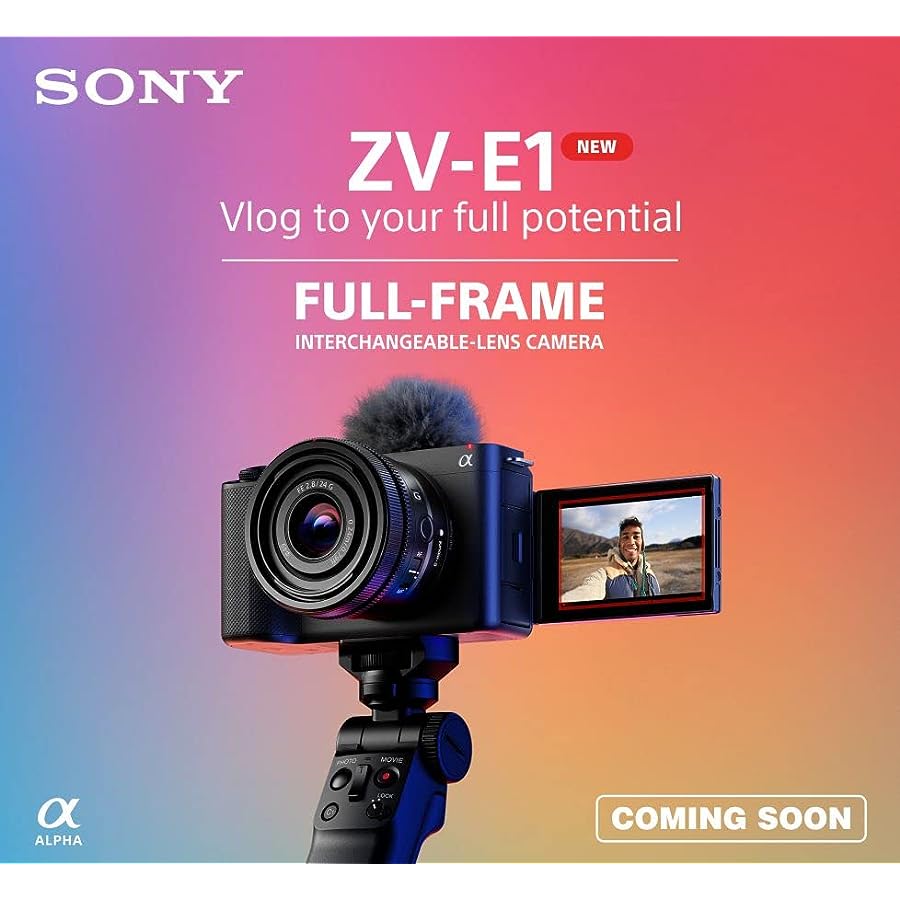 SONY
ZV-E1 NEW
Vlog to your full potential
FULL-FRAME
INTERCHANGEABLE-LENS CAMERA
α
FE 2.8/24 G
G
PHOTO MOVIE
LOCK
α
ALPHA
COMING SOON